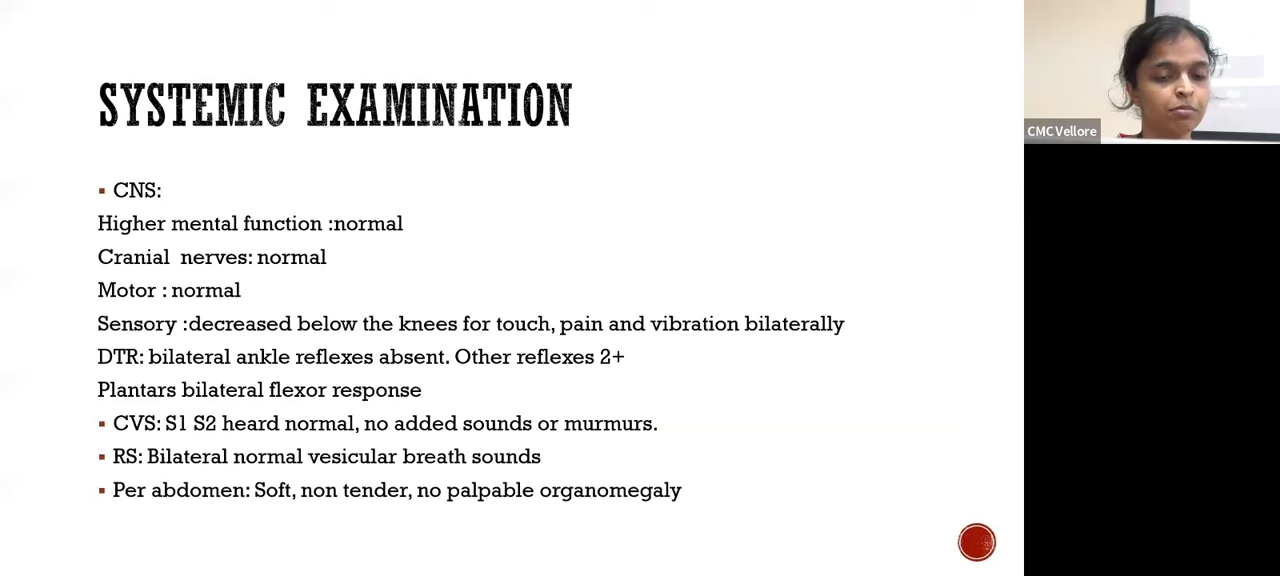 SYSTEMIC EXAMINATION
CNS:
Higher mental function :normal
Cranial nerves: normal
Motor : normal
Sensory :decreased below the knees for touch, pain and vibration bilaterally
DTR: bilateral ankle reflexes absent. Other reflexes 2+
Plantars bilateral flexor response
CVS: S1 S2 heard normal, no added sounds or murmurs.
RS: Bilateral normal vesicular breath sounds
Per abdomen: Soft, non tender, no palpable organomegaly
CMC Vellore